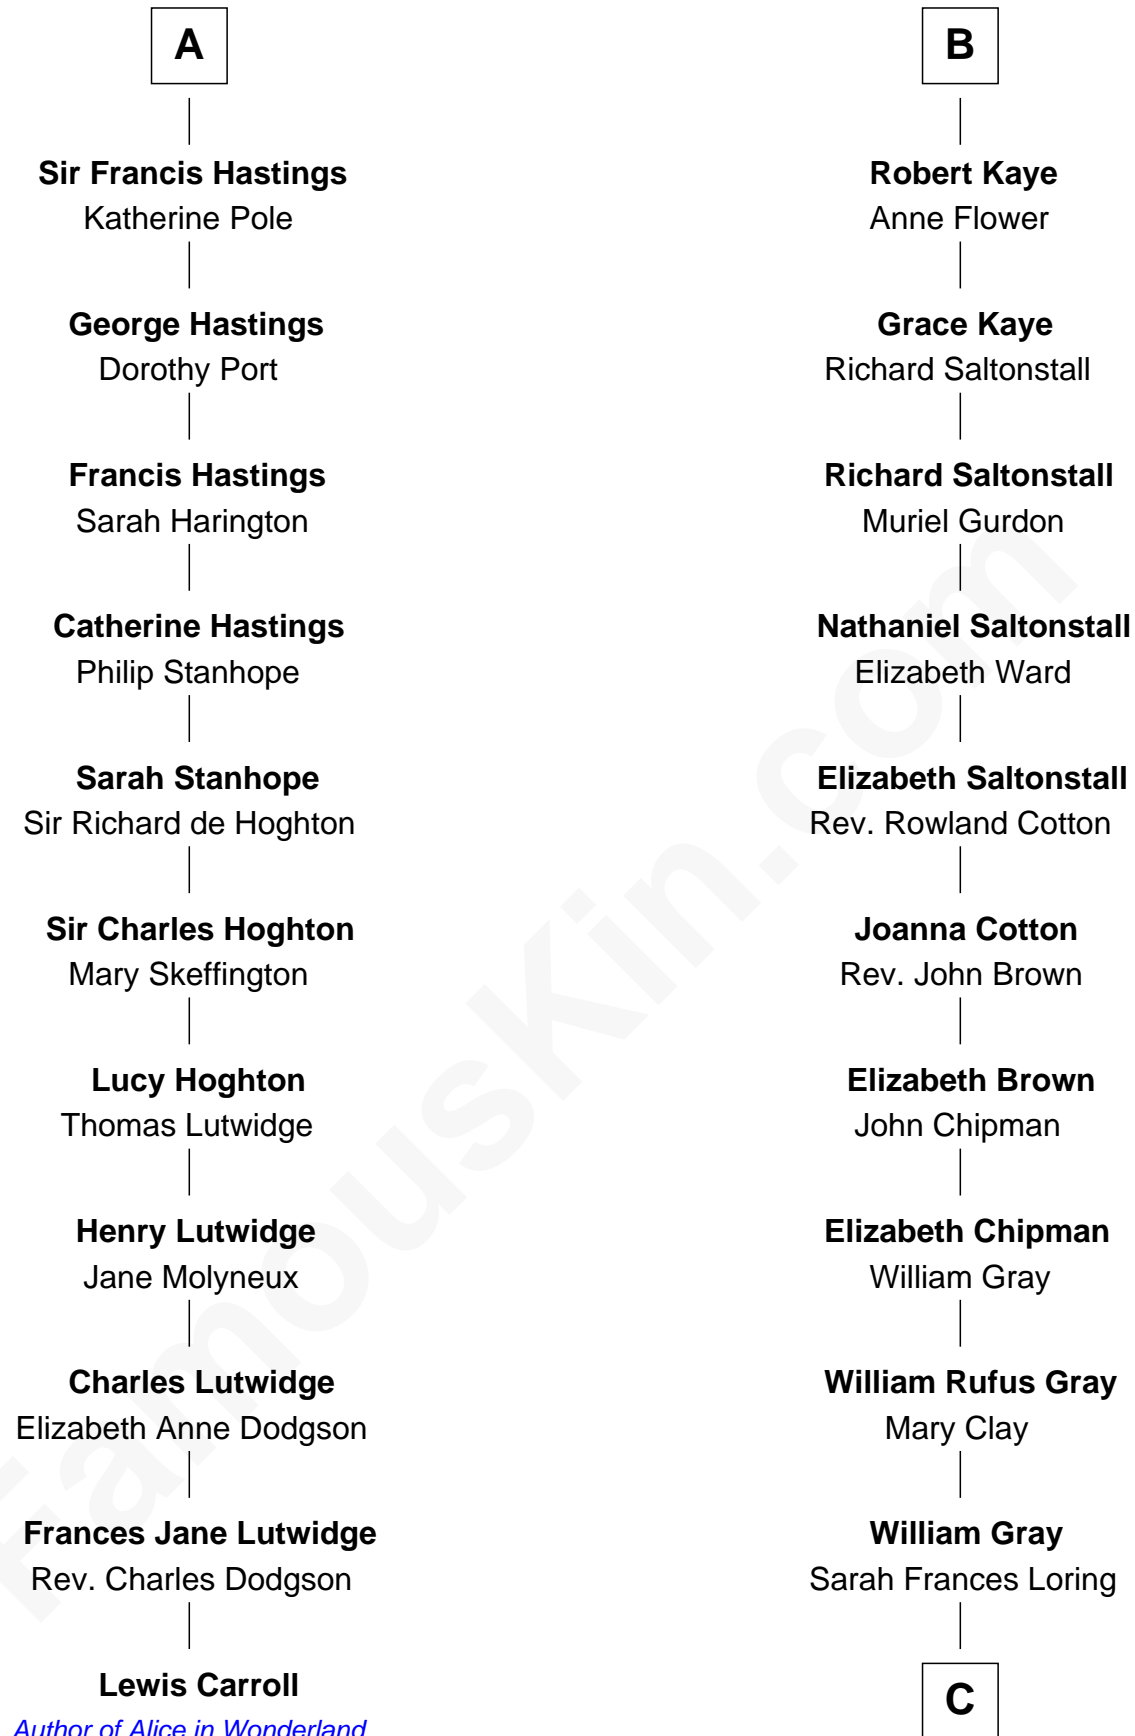 A
Sir Francis Hastings
Katherine Pole
George Hastings
Dorothy Port
Francis Hastings
Sarah Harington
Catherine Hastings
Philip Stanhope
Sarah Stanhope
Sir Richard de Hoghton
Sir Charles Hoghton
Mary Skeffington
Lucy Hoghton
Thomas Lutwidge
Henry Lutwidge
Jane Molyneux
Charles Lutwidge
Elizabeth Anne Dodgson
Frances Jane Lutwidge
Rev. Charles Dodgson
Lewis Carroll
Author of Alice in Wonderland
B
Robert Kaye
Anne Flower
Grace Kaye
Richard Saltonstall
Richard Saltonstall
Muriel Gurdon
Nathaniel Saltonstall
Elizabeth Ward
Elizabeth Saltonstall
Rev. Rowland Cotton
Joanna Cotton
Rev. John Brown
Elizabeth Brown
John Chipman
Elizabeth Chipman
William Gray
William Rufus Gray
Mary Clay
William Gray
Sarah Frances Loring
C
FamousKin.com